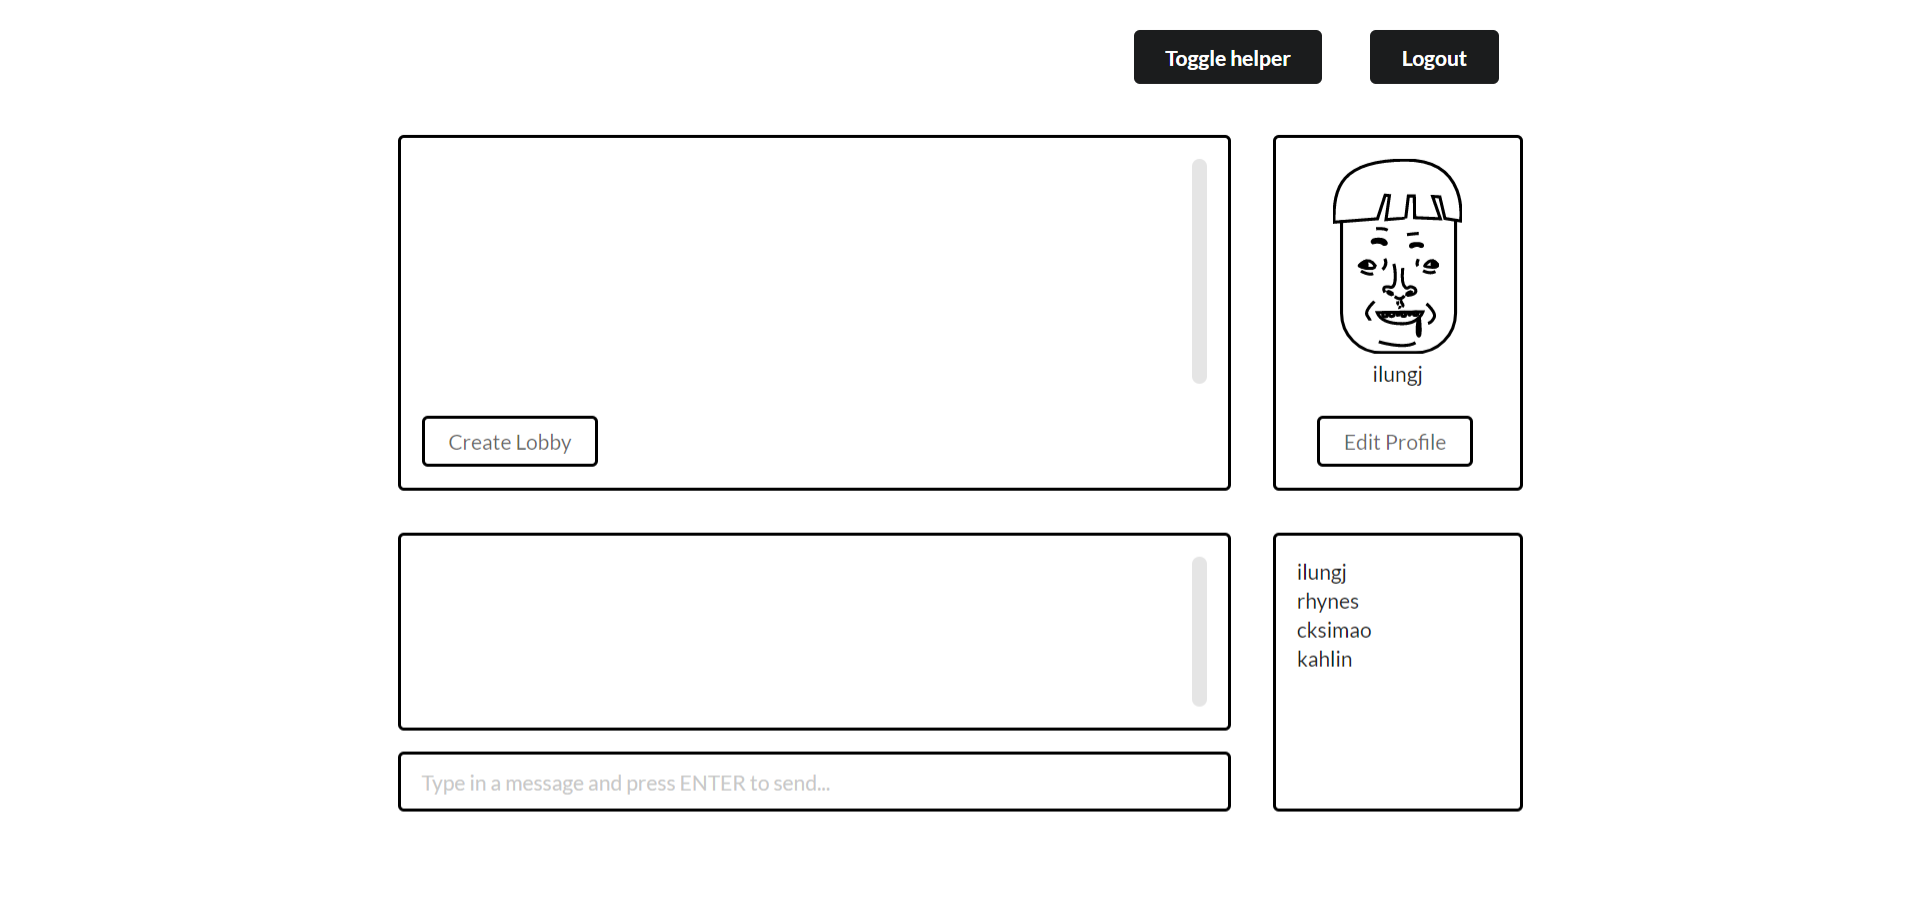 Toggle helper
Logout
ilungj
Create Lobby
Edit Profile
ilungj
rhynes
cksimao
kahlin
Type in a message and press ENTER to send...